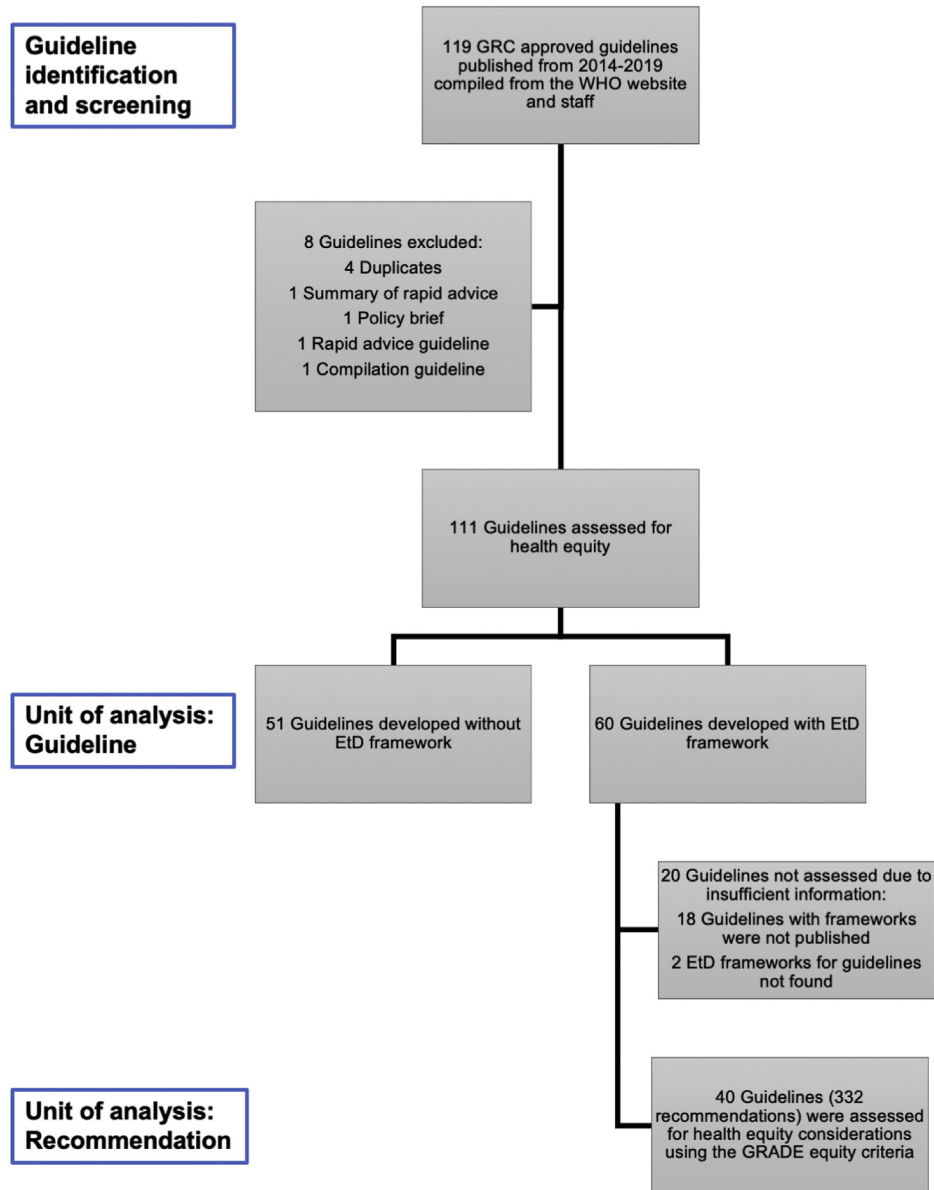 Guideline
identification
and screening
119 GRC approved guidelines
published from 2014-2019
compiled from the WHO website
and staff
8 Guidelines excluded:
4 Duplicates
1 Summary of rapid advice
1 Policy brief
1 Rapid advice guideline
1 Compilation guideline
111 Guidelines assessed for
health equity
Unit of analysis:
Guideline
51 Guidelines developed without
EtD framework
60 Guidelines developed with EtD
framework
20 Guidelines not assessed due to
insufficient information:
18 Guidelines with frameworks
were not published
2 EtD frameworks for guidelines
not found
Unit of analysis:
Recommendation
40 Guidelines (332
recommendations) were assessed
for health equity considerations
using the GRADE equity criteria